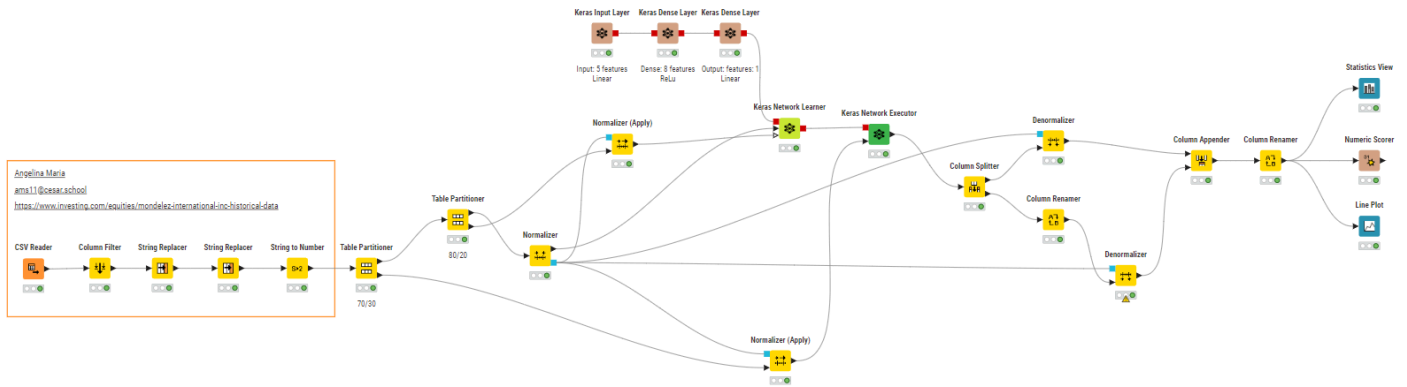 Keras Input Layer
Keras Dense Layer
Keras Dense Layer
Input: 5 features
Linear
Dense: 8 features
ReLu
Output: features: 1
Linear
Statistics View
Normalizer (Apply)
Keras Network Learner
Keras Network Executor
Denormalizer
Column Appender
Column Renamer
Numeric Scorer
Angelina Maria
ams11@cesar.school
https://www.investing.com/equities/mondelez-international-inc-historical-data
Table Partitioner
80/20
Column Splitter
Column Renamer
Line Plot
Normalizer
CSV Reader
Column Filter
String Replacer
String Replacer
String to Number
Table Partitioner
70/30
Denormalizer
Normalizer (Apply)